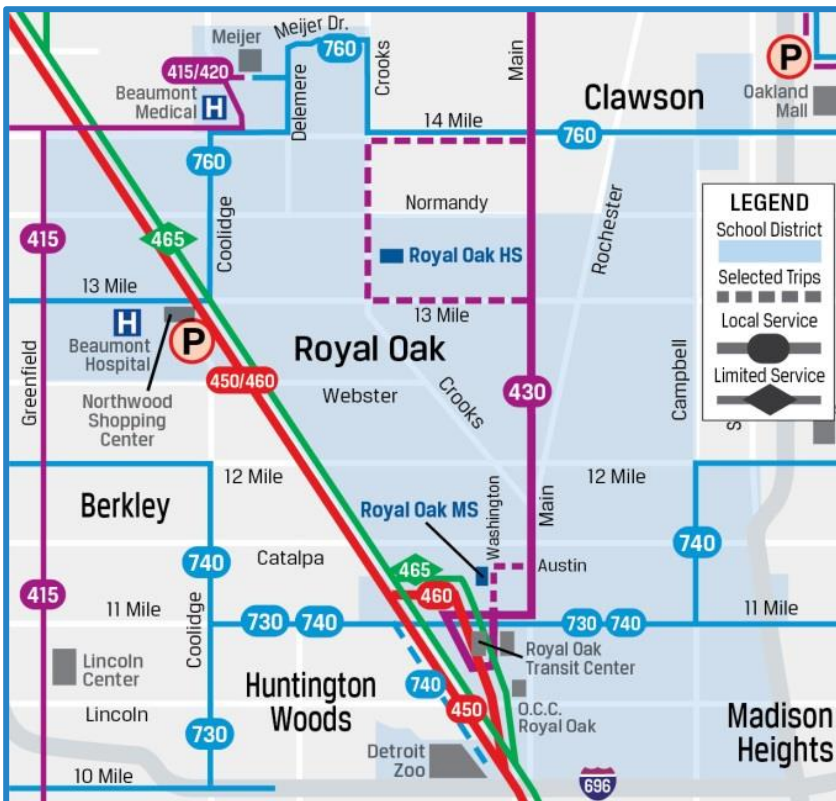 Meijer Dr.
Meijer
760
Crooks
Main
P
415/420
Clawson
Oakland
Mall
Beaumont
Medical
H
Delemere
14 Mile
760
760
Normandy
Rochester
LEGEND
School District
Selected Trips
Local Service
Limited Service
415
465
Coolidge
Royal Oak HS
13 Mile
13 Mile
H
P
Beaumont
Hospital
Royal Oak
Greenfield
450/460
Northwood
Shopping
Center
Webster
Crooks
430
Campbell
S
12 Mile
12 Mile
Berkley
Royal Oak MS
Washington
Main
740
740
Catalpa
465
Austin
415
460
11 Mile
11 Mile
Coolidge
730
740
730
740
Lincoln
Center
Royal Oak
Transit Center
Huntington
Woods
740
450
O.C.C.
Royal Oak
Lincoln
730
Madison
Heights
Detroit
Zoo
10 Mile
696